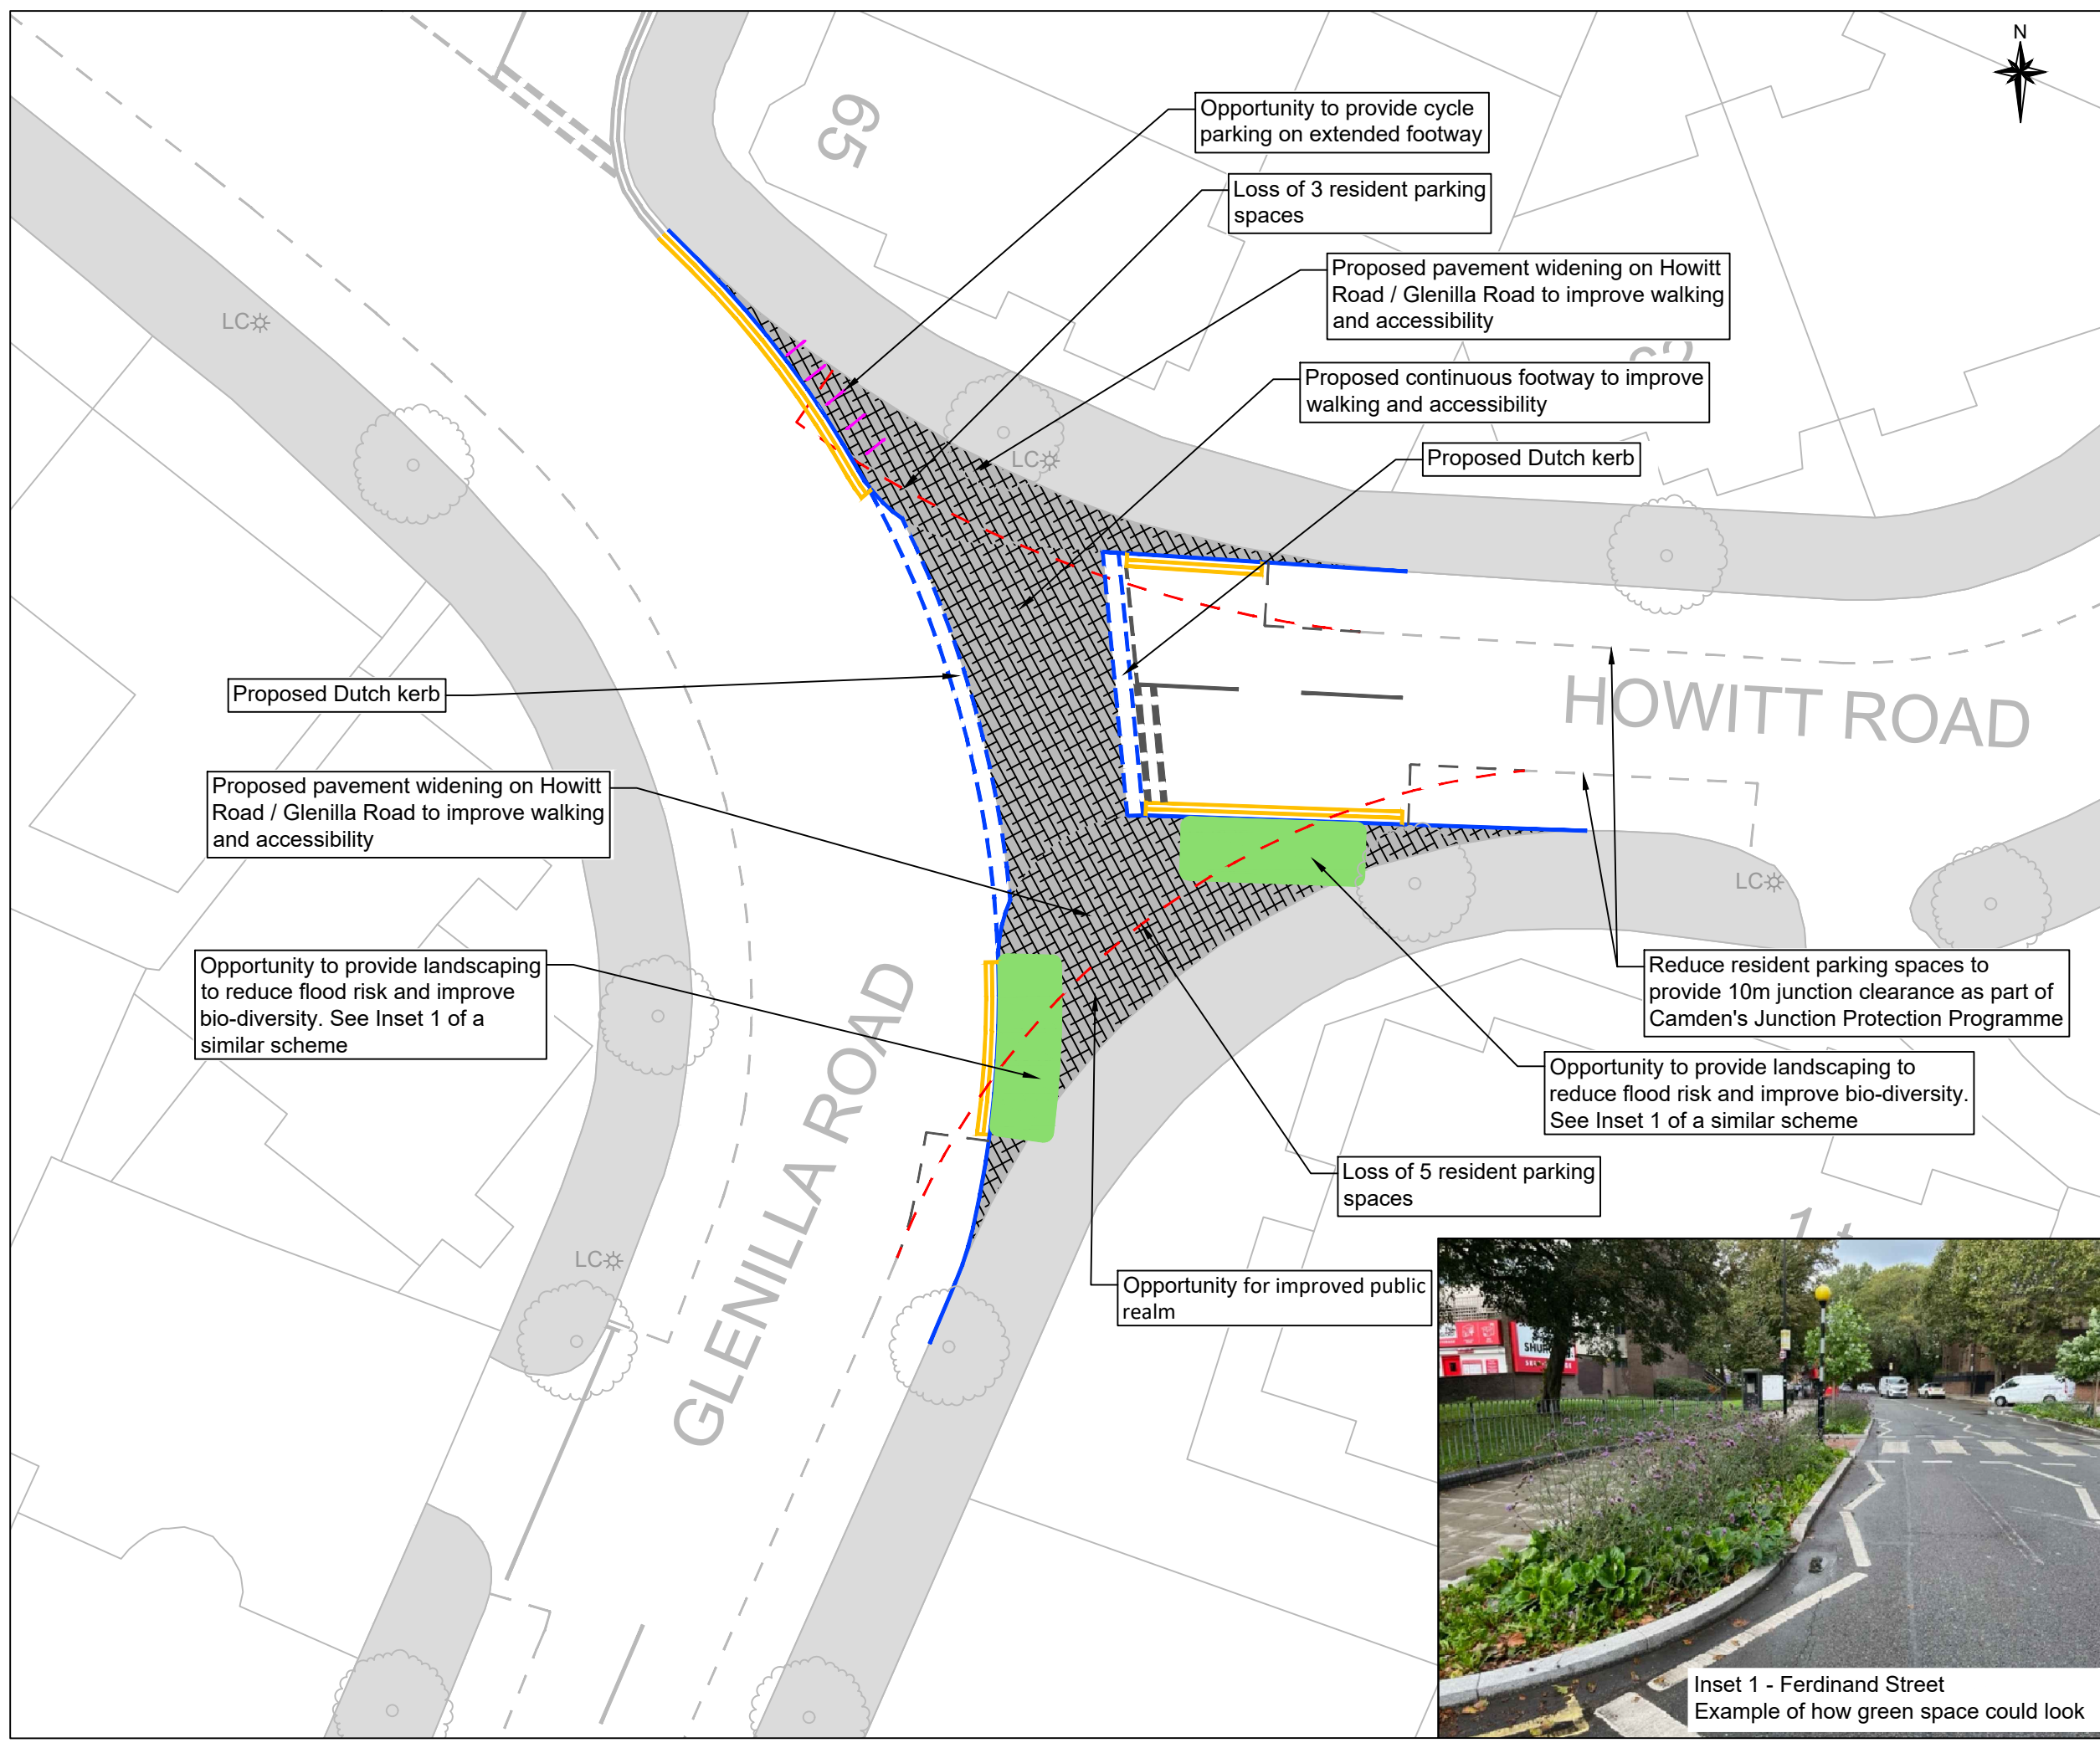 N
65
Opportunity to provide cycle
parking on extended footway
Loss of 3 resident parking
spaces
Proposed pavement widening on Howitt
Road / Glenilla Road to improve walking
and accessibility
LC
Proposed continuous footway to improve
walking and accessibility
Proposed Dutch kerb
LC
Proposed Dutch kerb
HOWITT ROAD
Proposed pavement widening on Howitt
Road / Glenilla Road to improve walking
and accessibility
LC
Opportunity to provide landscaping
to reduce flood risk and improve
bio-diversity. See Inset 1 of a
similar scheme
Reduce resident parking spaces to
provide 10m junction clearance as part of
Camden's Junction Protection Programme
Opportunity to provide landscaping to
reduce flood risk and improve bio-diversity.
See Inset 1 of a similar scheme
GLENILLA ROAD
Loss of 5 resident parking
spaces
LC
Opportunity for improved public
realm
Inset 1 - Ferdinand Street
Example of how green space could look